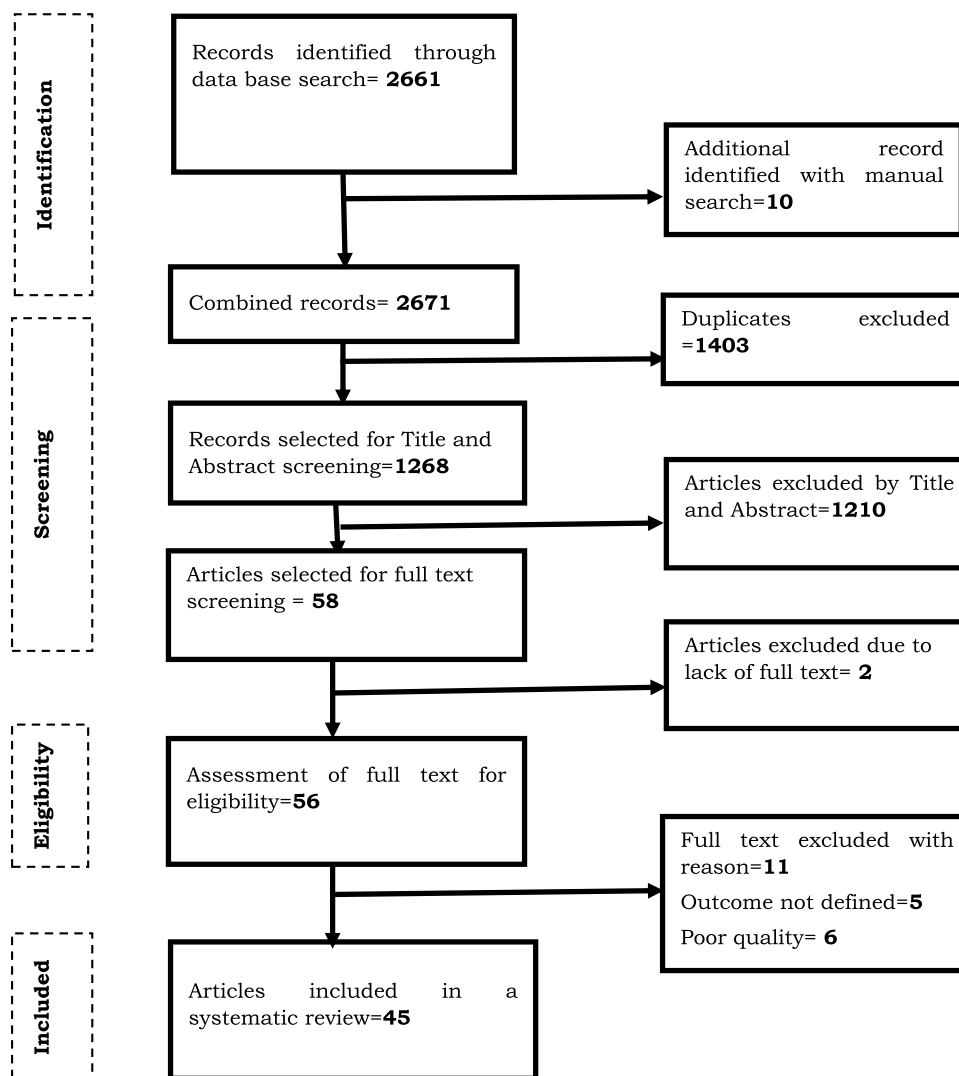 Identification
Records identified through
data base search= 2661
Additional record
identified with manual
search=10
Combined records= 2671
Duplicates excluded
=1403
Screening
Records selected for Title and
Abstract screening=1268
Articles excluded by Title
and Abstract=1210
Articles selected for full text
screening = 58
Articles excluded due to
lack of full text= 2
Eligibility
Assessment of full text for
eligibility=56
Full text excluded with
reason=11
Outcome not defined=5
Poor quality= 6
Included
Articles included in a
systematic review=45